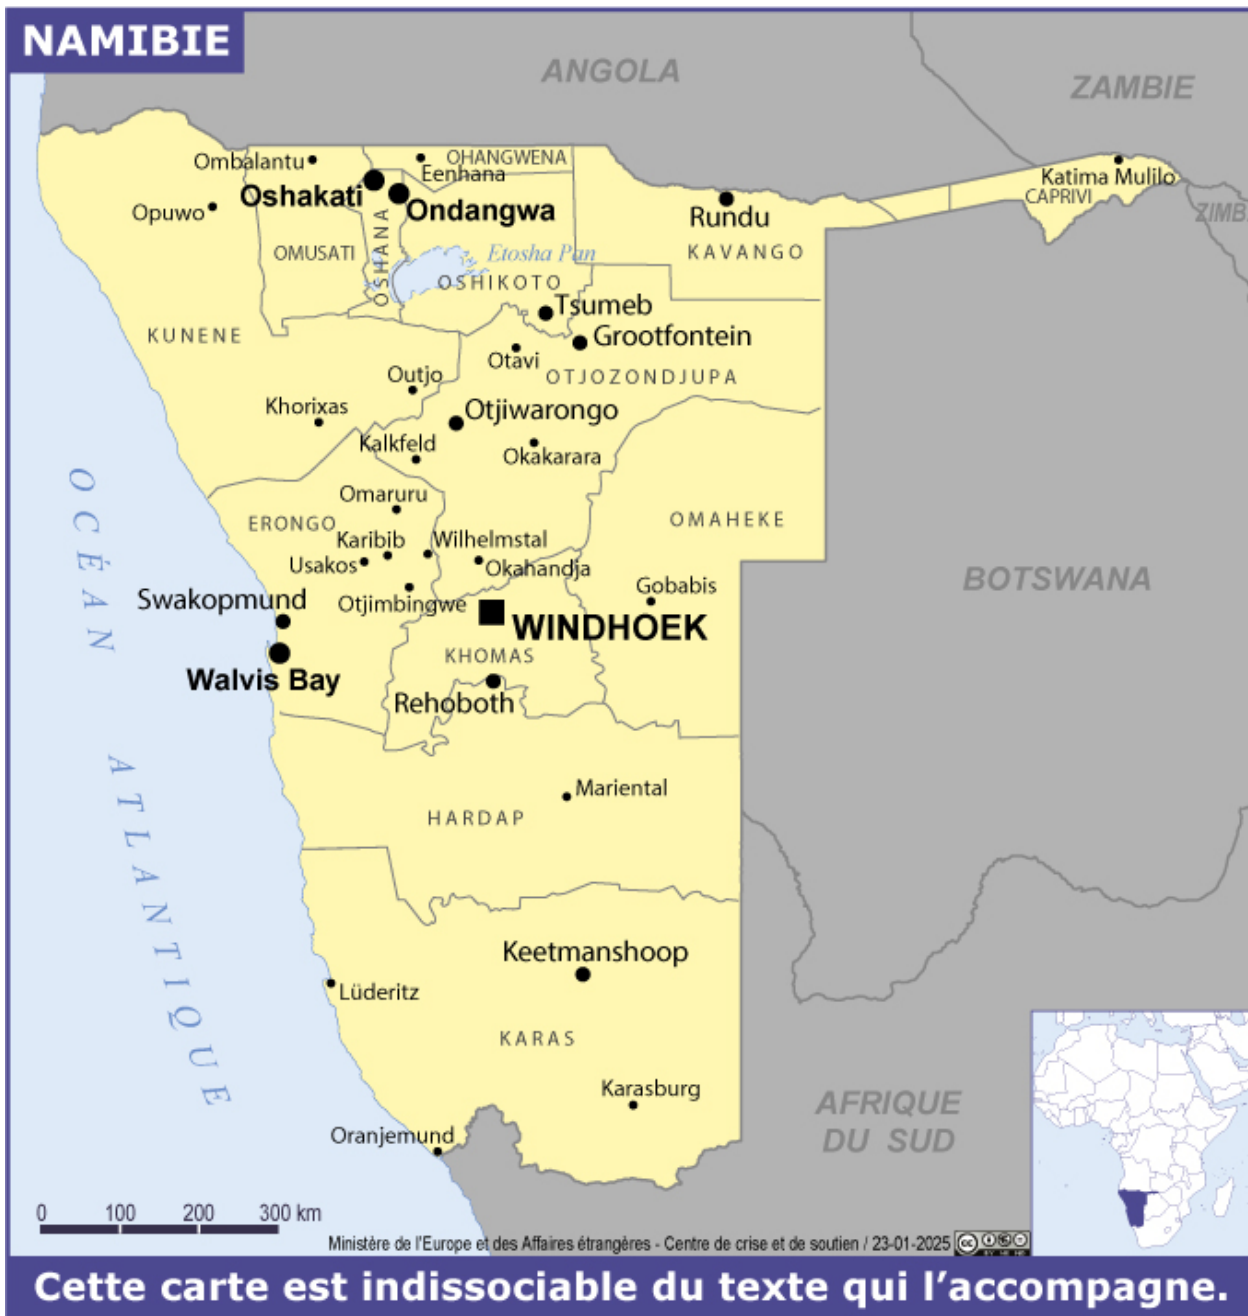 NAMIBIE
ANGOLA
ZAMBIE
Ombalantu
OHANGWENA
Eenhana
Katima Mulilo
Oshakati
CAPRIVI
Opuwo
Ondangwa
Rundu
OSHANA
OMUSATI
Etosha Pan
KAVANGO
OSHIKOTO
Tsumeb
KUNENE
Grootfontein
Otavi
Outjo
OTJOZONDJUPA
Khorixas
Otjiwarongo
Kalkfeld
Okakarara
Omaruru
ERONGO
OMAHEKE
Karibib
Wilhelmstal
Usakos
Okahandja
BOTSWANA
Gobabis
Swakopmund
Otjimbingwe
WINDHOEK
KHOMAS
Walvis Bay
Rehoboth
OCÉAN
ATLANTIQUE
Mariental
HARDAP
Keetmanshoop
Lüderitz
KARAS
Karasburg
AFRIQUE
DU SUD
Oranjemund
0 100 200 300 km
Ministère de l'Europe et des Affaires étrangères - Centre de crise et de soutien / 23-01-2025
Cette carte est indissociable du texte qui l'accompagne.